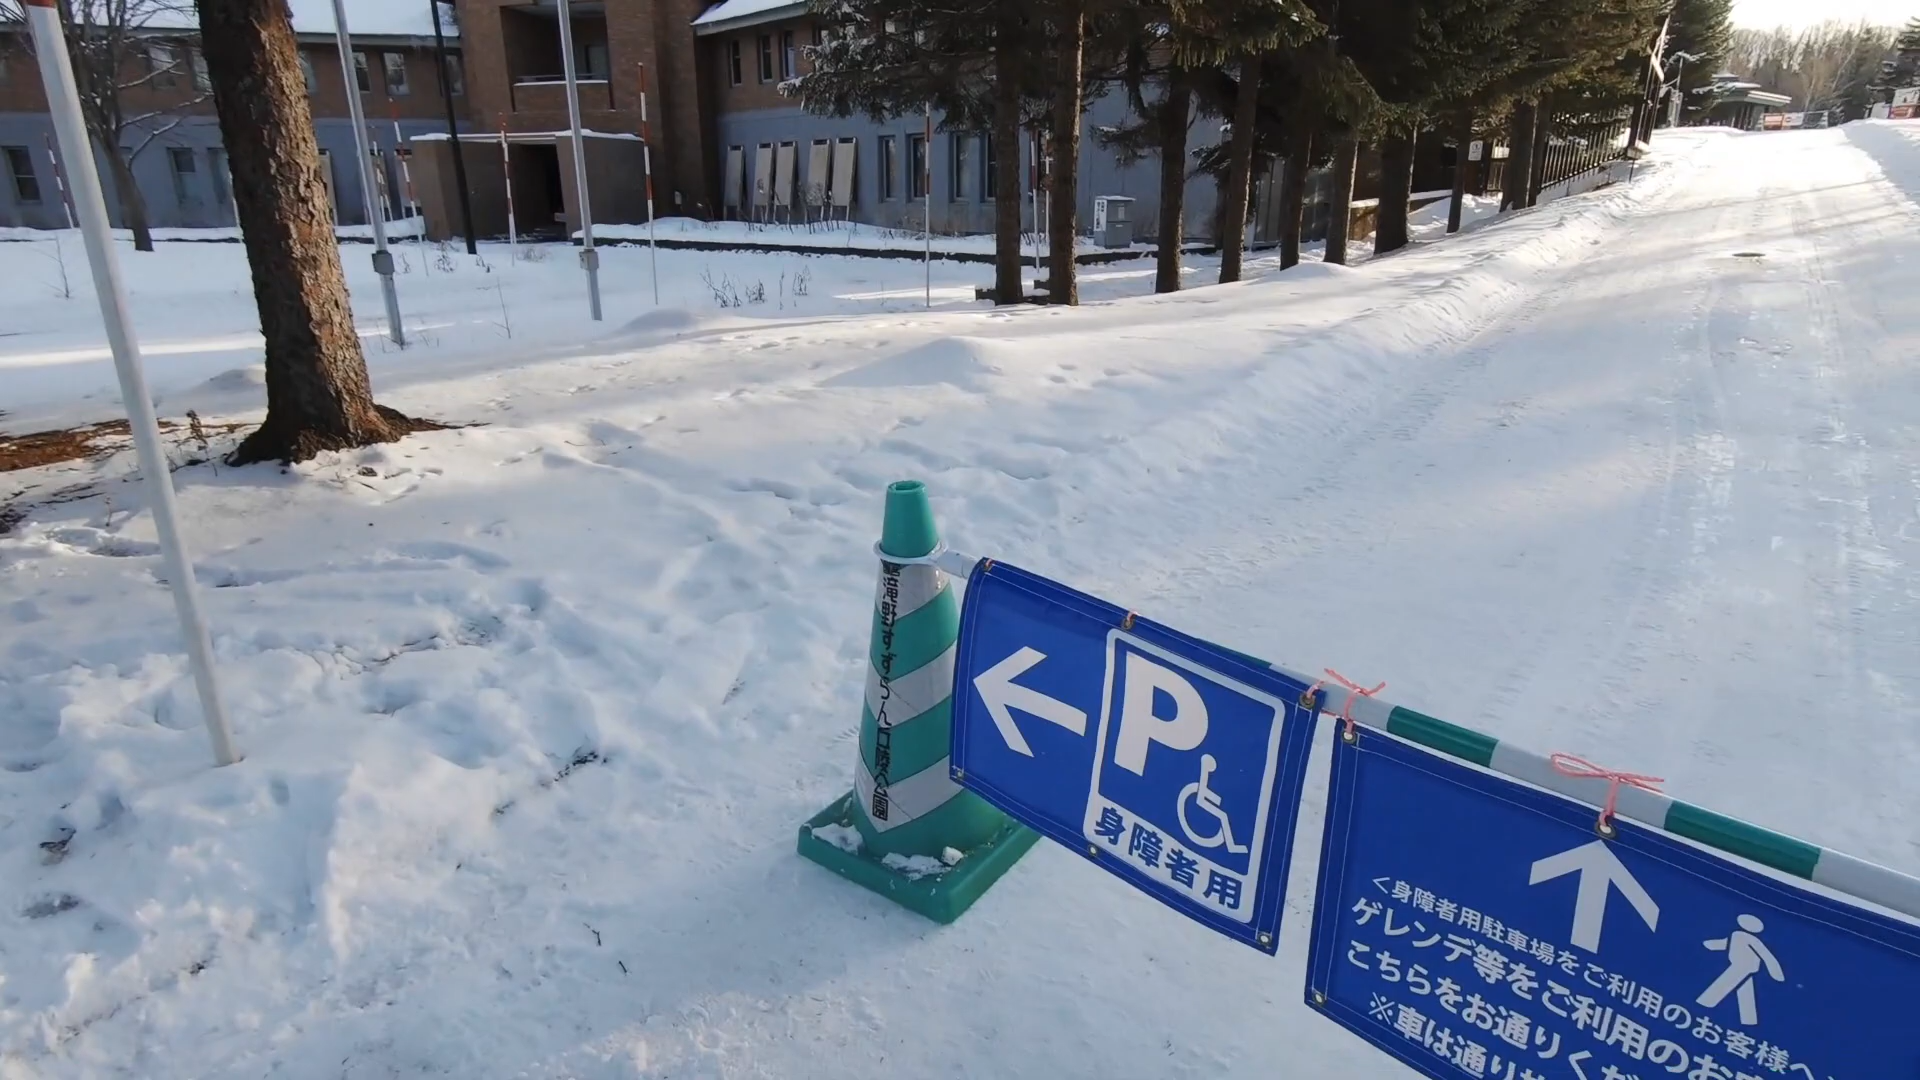 滝野すずらん丘陵公園
P
身障者用
<身障者用駐車場をご利用のお客様へ
ゲレンデ等をご利用のお
こちらをお通りくだ
※車は通り